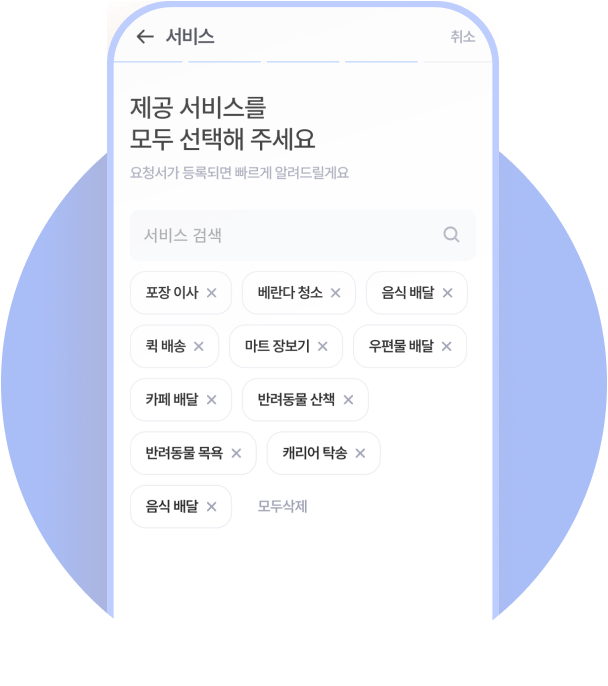 서비스 취소
제공 서비스를
모두 선택해 주세요
요청서가 등록되면 빠르게 알려드릴게요
서비스 검색
포장 이사 베란다 청소 음식 배달
퀵 배송 마트 장보기 우편물 배달
카페 배달 반려동물 산책
반려동물 목욕 캐리어 탁송
음식 배달 모두삭제